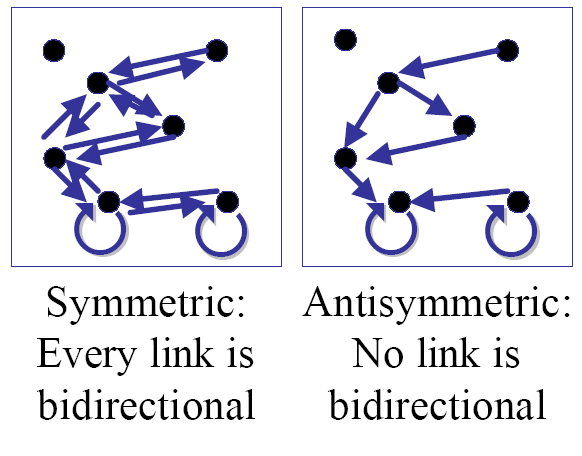 Symmetric:
Every link is
bidirectional
Antisymmetric:
No link is
bidirectional